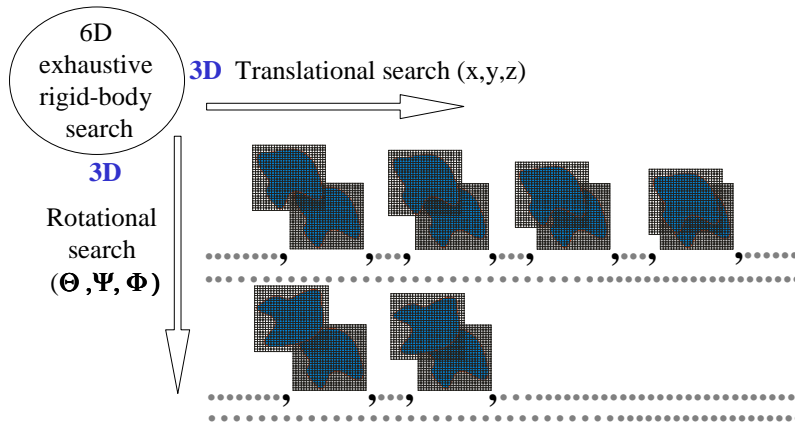 6D
exhaustive
rigid-body
search
3D Translational search (x,y,z)
3D
Rotational
search
(Θ ,Ψ, Φ)
, , , , , ,
, , , ,